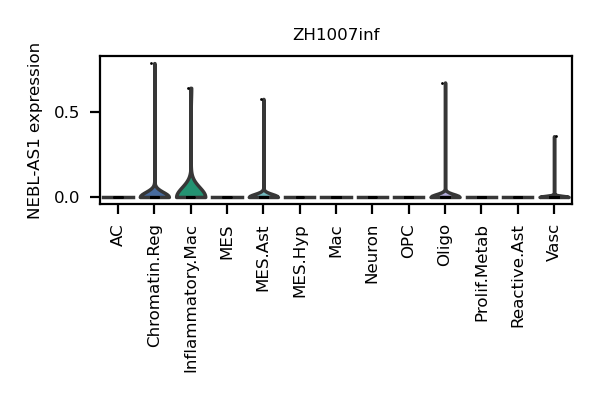 ZH1007inf
NEBL-AS1 expression
0.5
0.0
AC
Chromatin.Reg
Inflammatory.Mac
MES
MES.Ast
MES.Hyp
Mac
Neuron
OPC
Oligo
Prolif.Metab
Reactive.Ast
Vasc